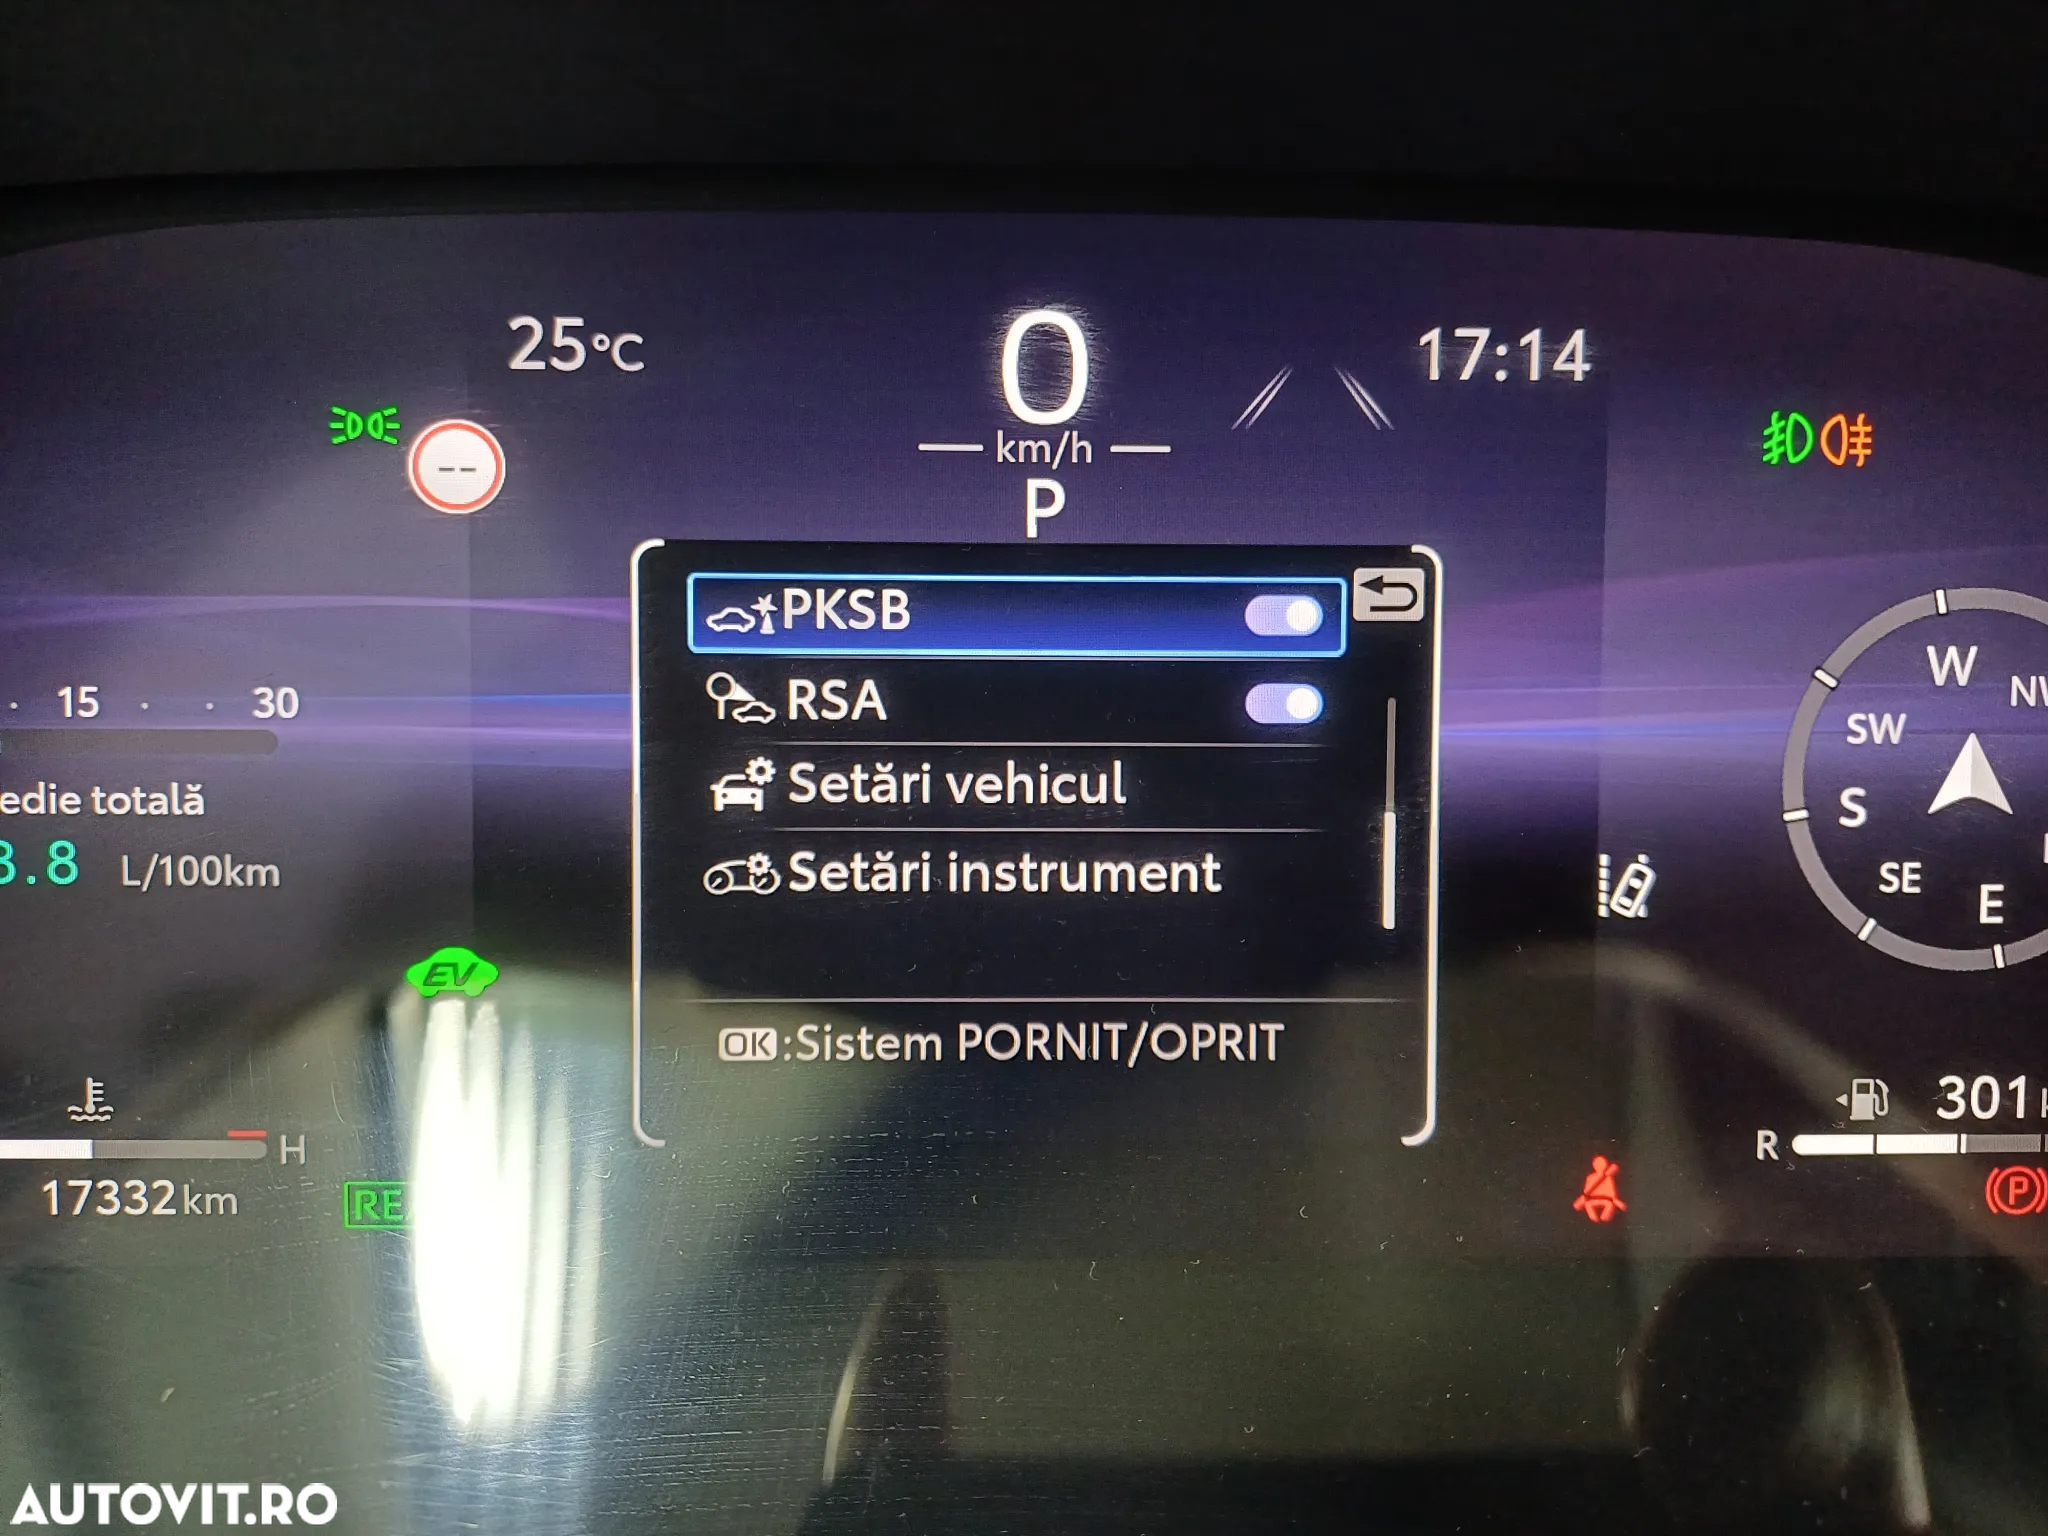 25°C
0
17:14
km/h
P
--
PKSB
RSA
Setări vehicul
Setări instrument
OK:Sistem PORNIT/OPRIT
15 30
totală
3.8 L/100km
EV
H
17332km
W
SW
S
SE
E
301
R
P
AUTOVIT.RO